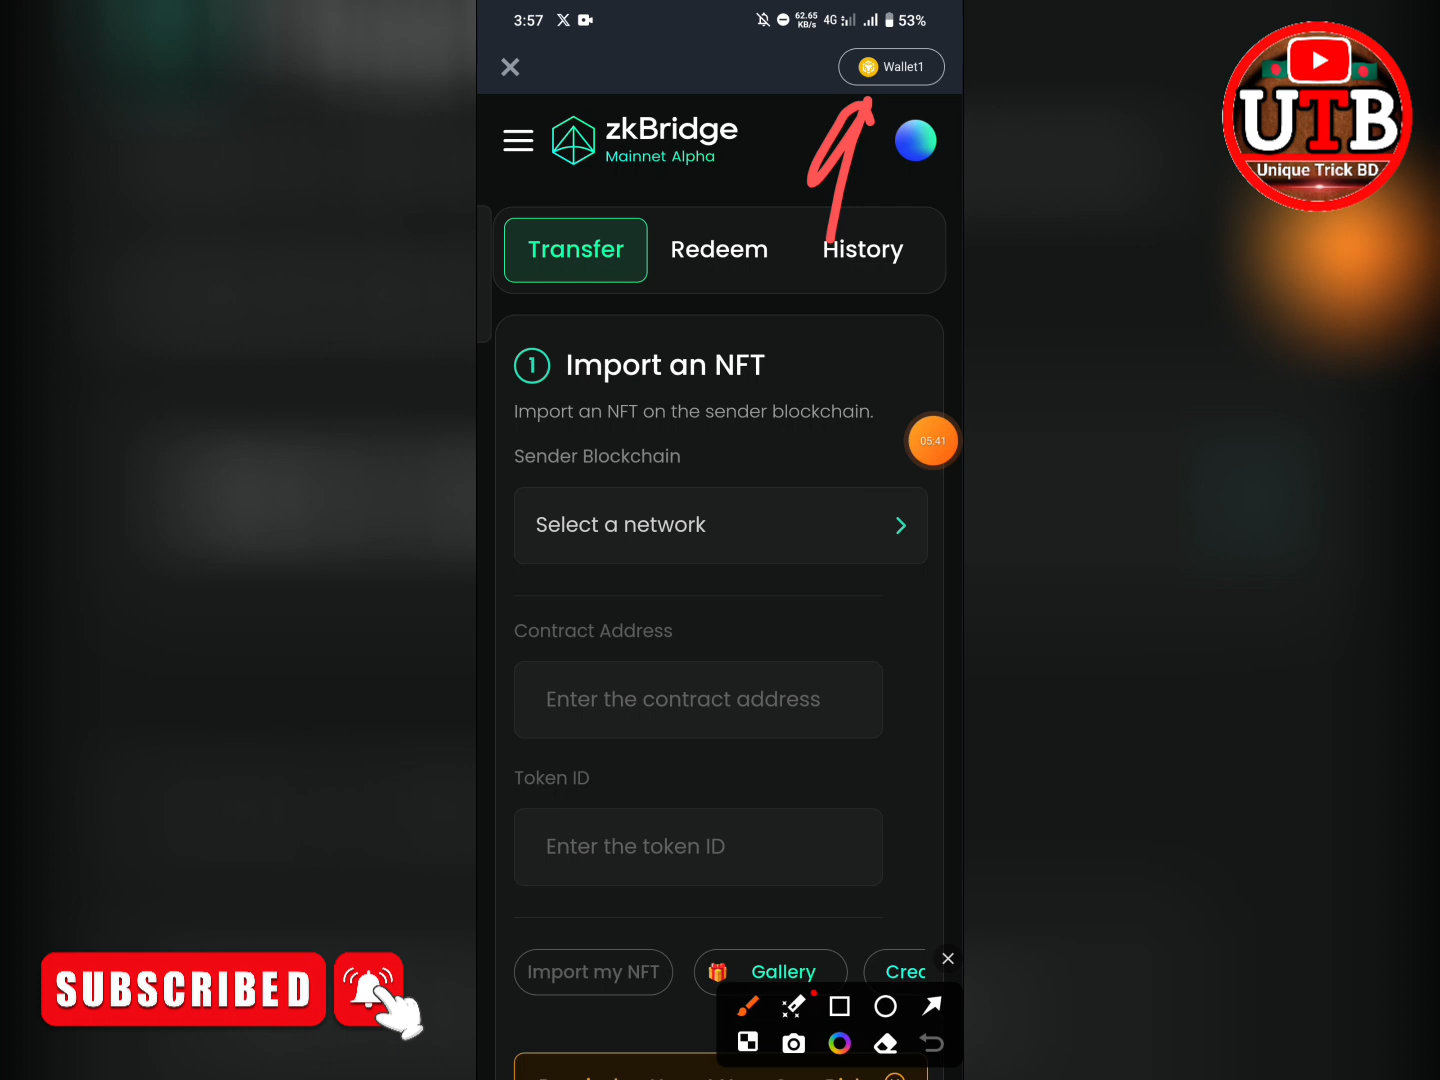 3:57
62.65
KB/s
4G
53%
Wallet1
zkBridge
Mainnet Alpha
UTB
Unique Trick BD
Transfer
Redeem
History
1
Import an NFT
Import an NFT on the sender blockchain.
05:41
Sender Blockchain
Select a network
Contract Address
Enter the contract address
Token ID
Enter the token ID
Import my NFT
Gallery
SUBSCRIBED